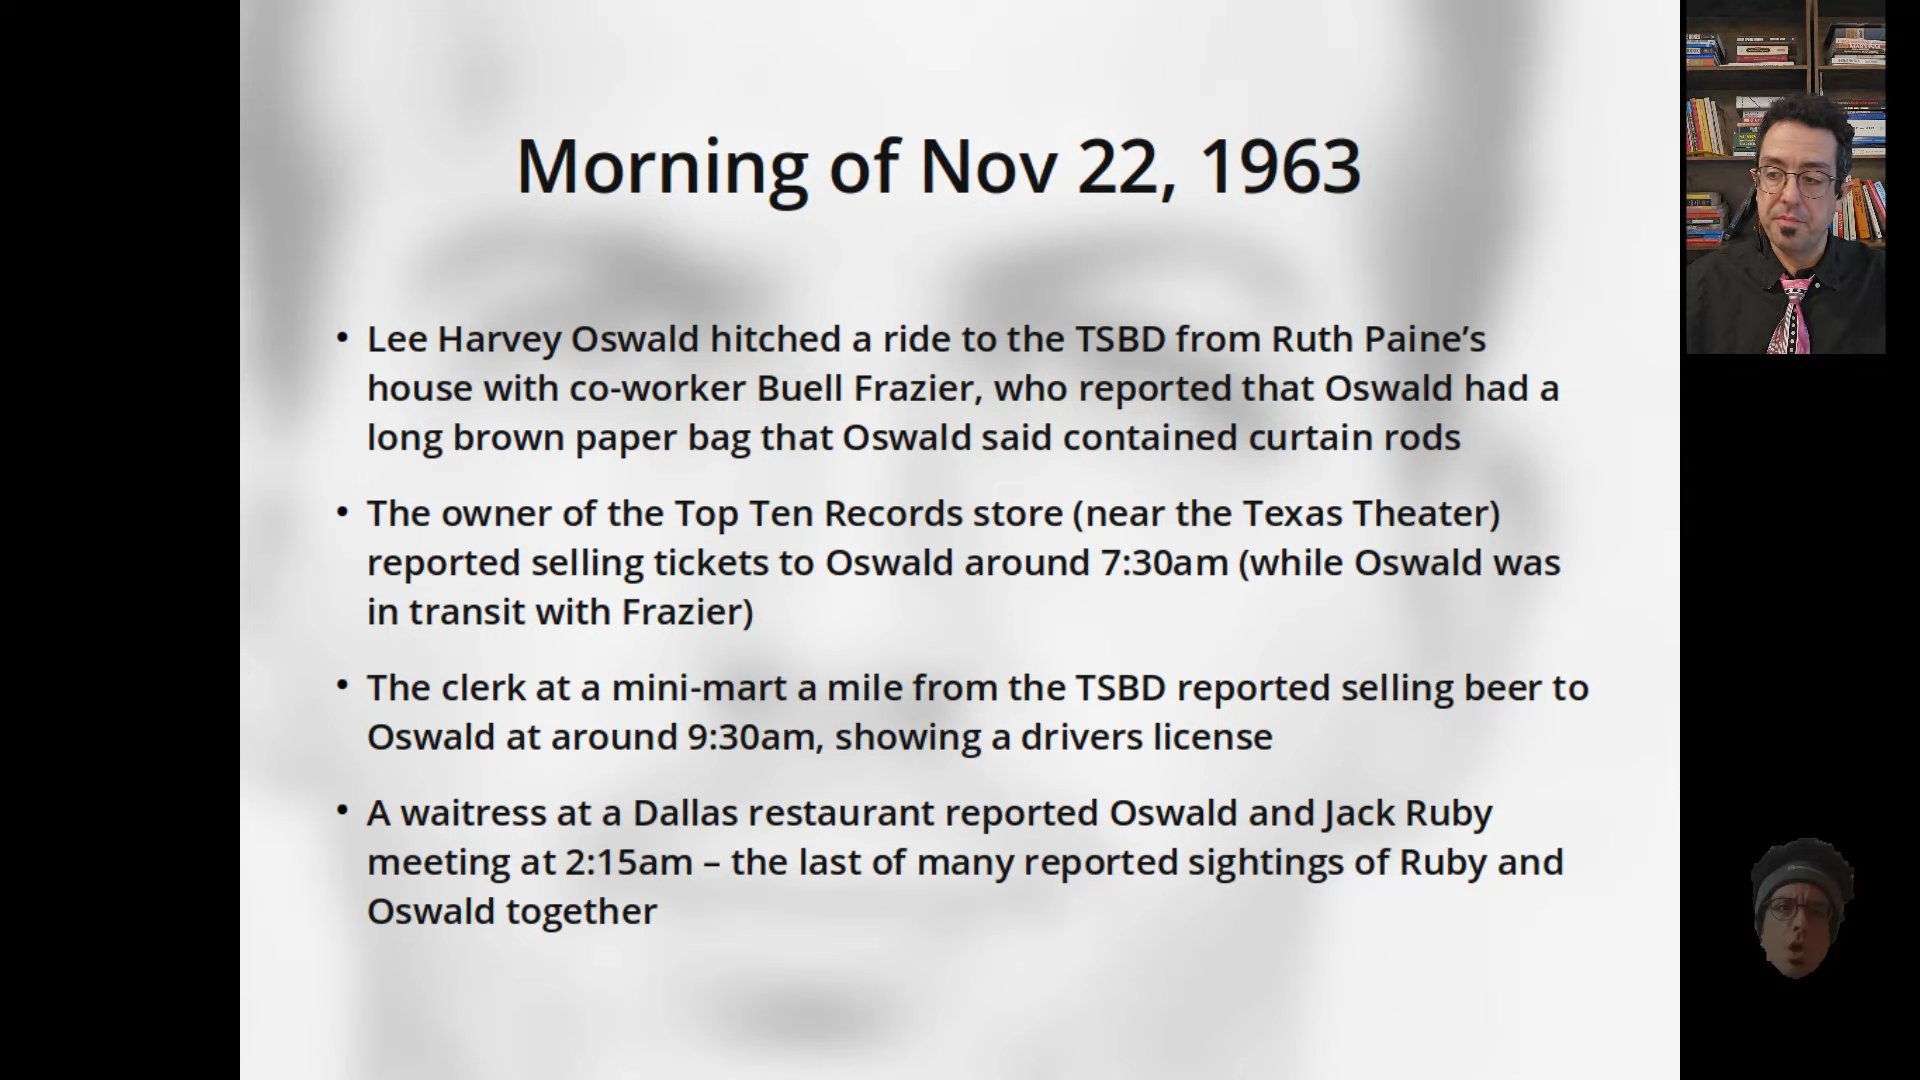 Morning of Nov 22, 1963
• Lee Harvey Oswald hitched a ride to the TSBD from Ruth Paine’s
house with co-worker Buell Frazier, who reported that Oswald had a
long brown paper bag that Oswald said contained curtain rods
• The owner of the Top Ten Records store (near the Texas Theater)
reported selling tickets to Oswald around 7:30am (while Oswald was
in transit with Frazier)
• The clerk at a mini-mart a mile from the TSBD reported selling beer to
Oswald at around 9:30am, showing a drivers license
• A waitress at a Dallas restaurant reported Oswald and Jack Ruby
meeting at 2:15am – the last of many reported sightings of Ruby and
Oswald together